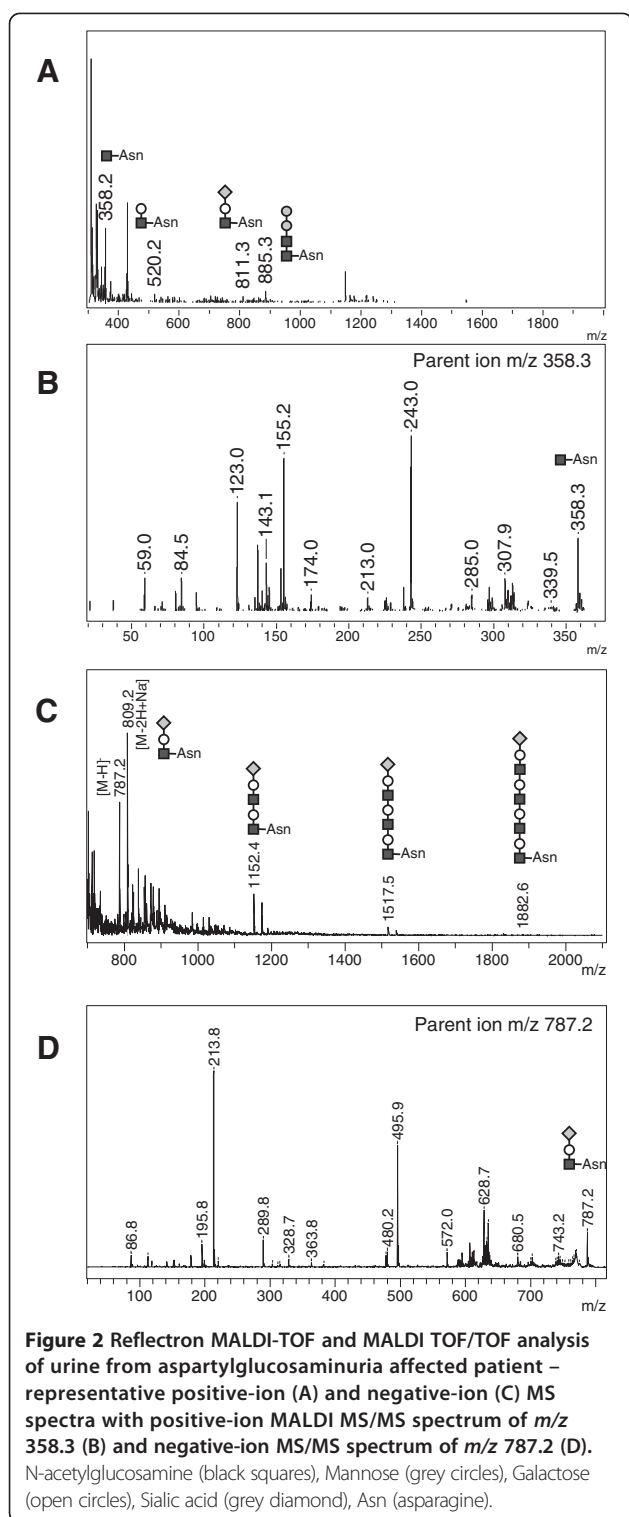 A
Asn
358.2
Asn
520.2
Asn
811.3
Asn
885.3
400 600 800 1000 1200 1400 1600 1800
m/z
B
Parent ion m/z 358.3
59.0
84.5
123.0
143.1
155.2
174.0
213.0
243.0
285.0
307.9
339.5
Asn
358.3
50 100 150 200 250 300 350
m/z
C
[M-H]-
787.2
809.2
[M-2H+Na]-
Asn
Asn
1152.4
Asn
1517.5
Asn
1882.6
800 1000 1200 1400 1600 1800 2000
m/z
D
Parent ion m/z 787.2
86.8
195.8
213.8
289.8
328.7
363.8
480.2
495.9
572.0
628.7
680.5
743.2
Asn
787.2
100 200 300 400 500 600 700
m/z
Figure 2 Reflectron MALDI-TOF and MALDI TOF/TOF analysis
of urine from aspartylglucosaminuria affected patient –
representative positive-ion (A) and negative-ion (C) MS
spectra with positive-ion MALDI MS/MS spectrum of m/z
358.3 (B) and negative-ion MS/MS spectrum of m/z 787.2 (D).
N-acetylglucosamine (black squares), Mannose (grey circles), Galactose
(open circles), Sialic acid (grey diamond), Asn (asparagine).